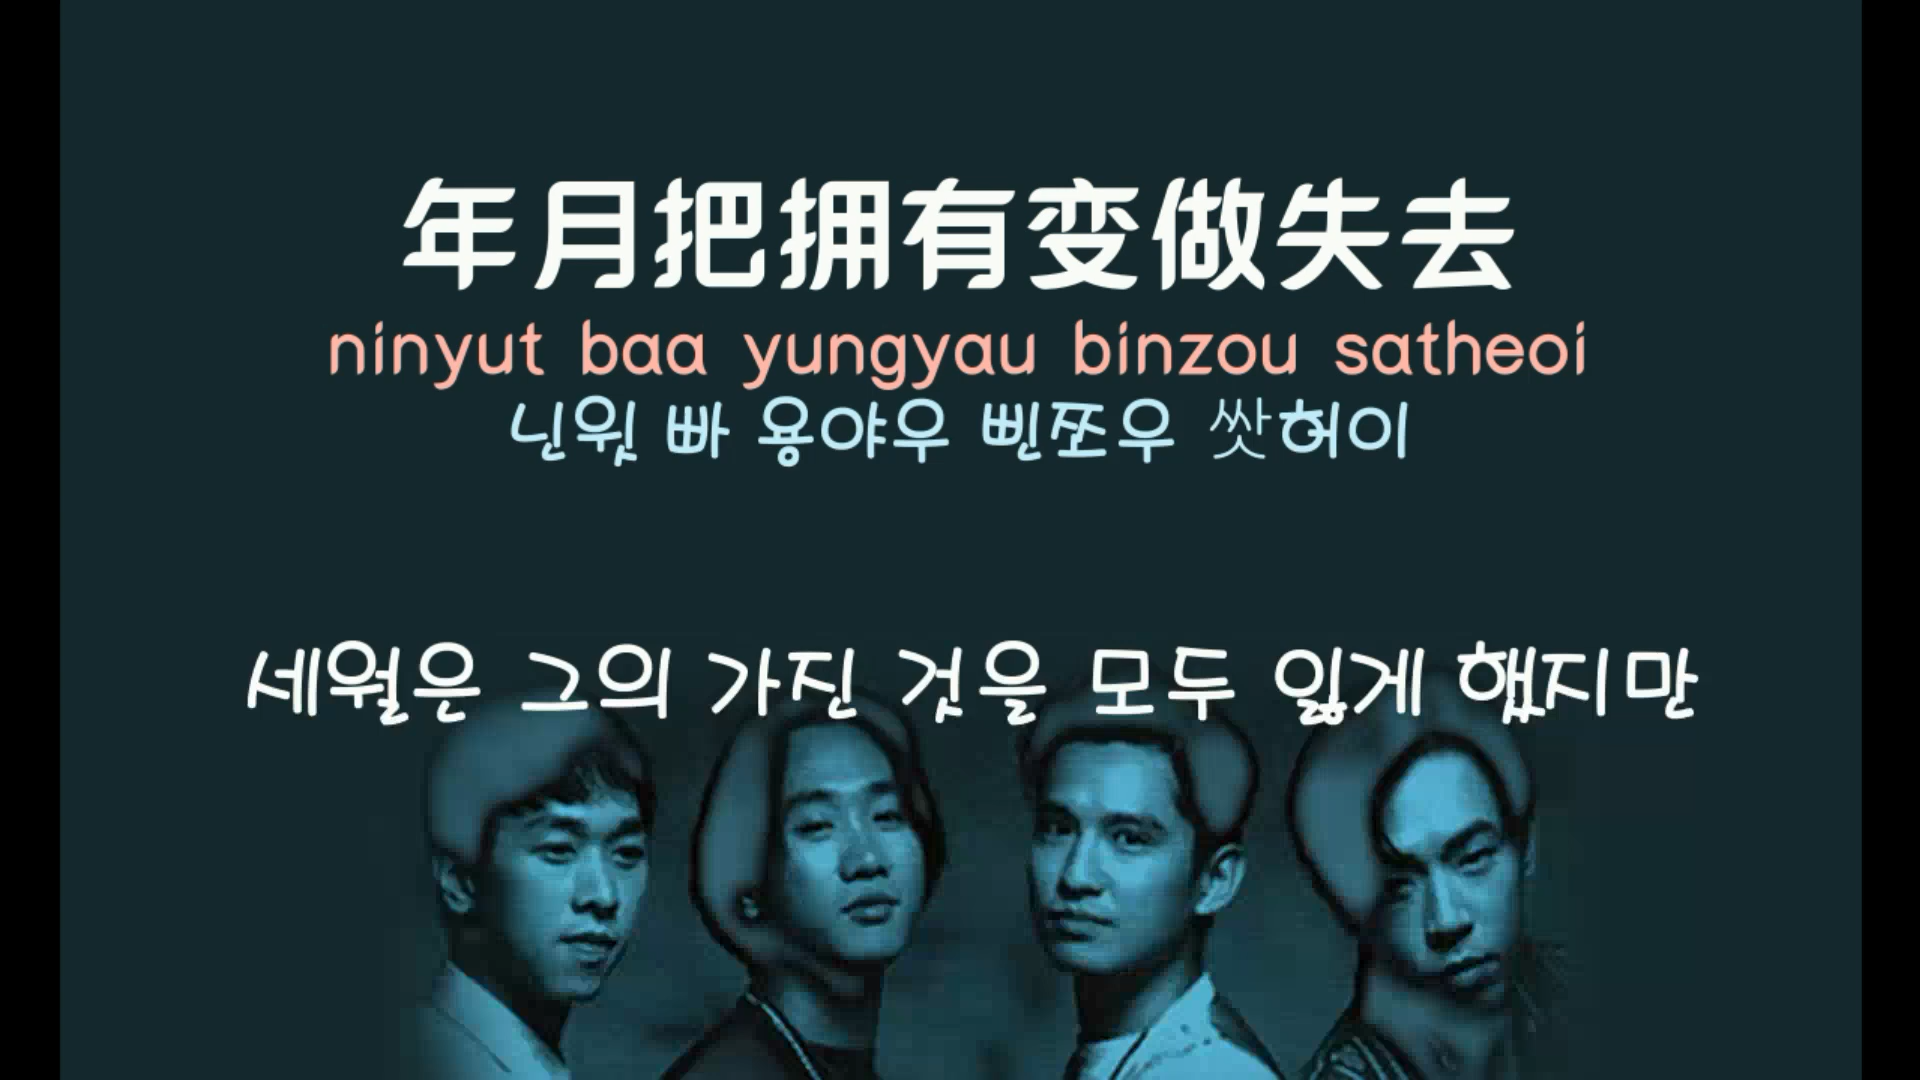 年月把拥有变做失去
ninyut baa yungyau binzou satheoi
닌윗 빠 용야우 삔쪼우 쌋허이
세월은 그의 가진 것을 모두 잃게 했지만